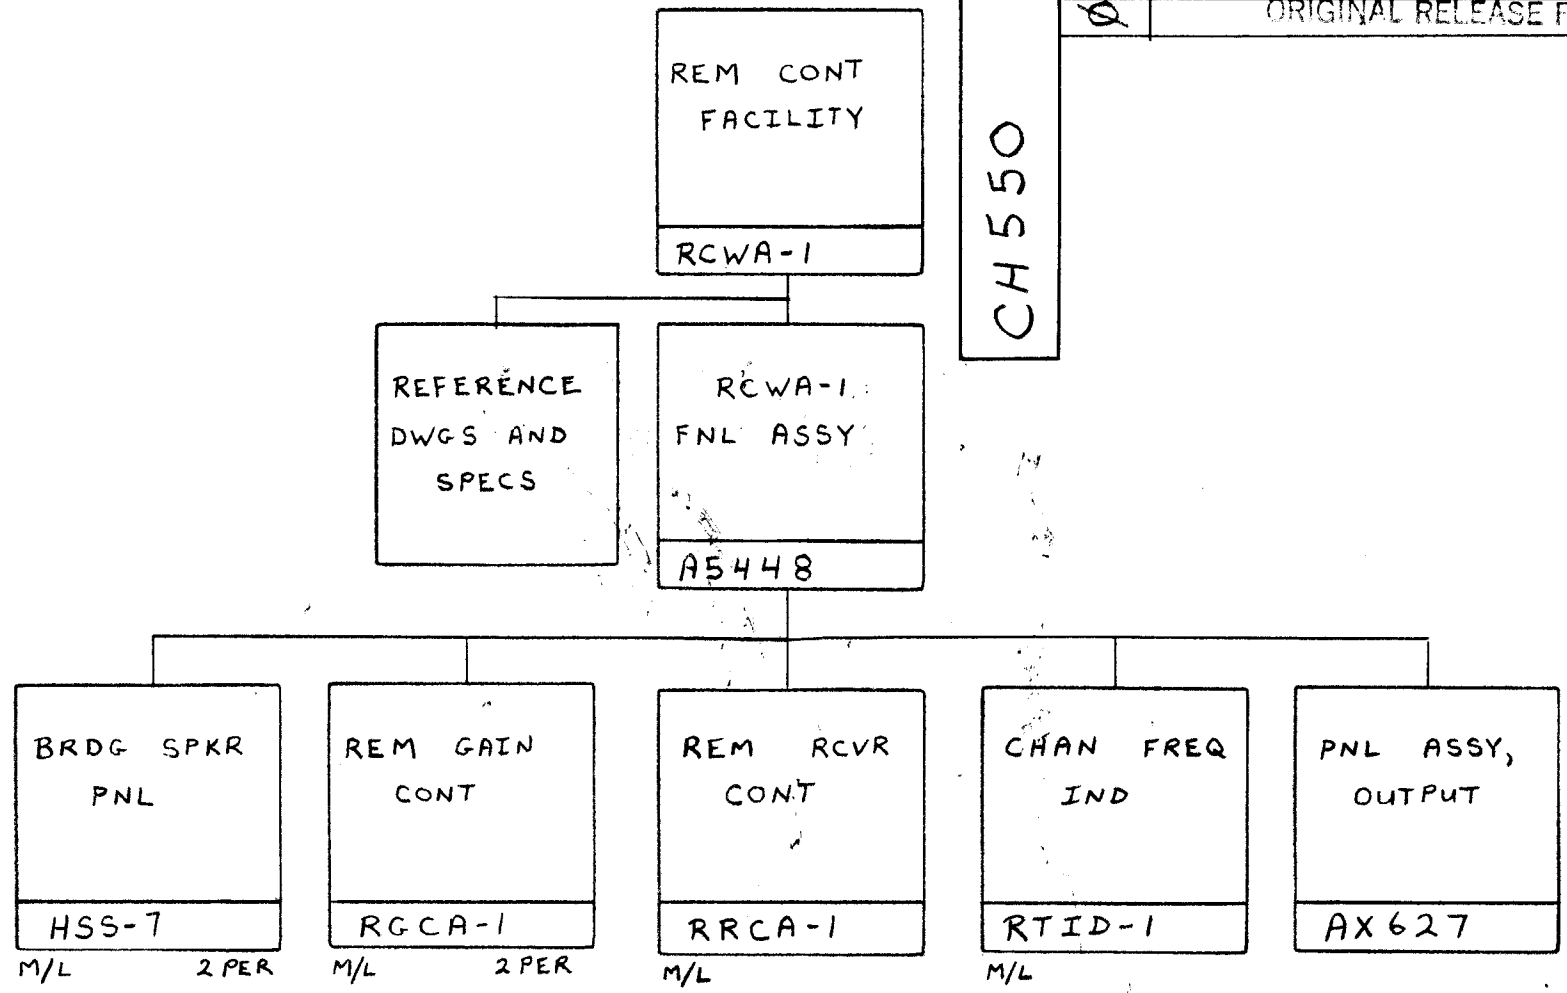 Ø ORIGINAL RELEASE F
CH550
REM CONT
FACILITY
RCWA-1
REFERENCE
DWGS AND
SPECS
RCWA-1
FNL ASSY
A5448
BRDG SPKR
PNL
HSS-7
M/L 2 PER
REM GAIN
CONT
RGCA-1
M/L 2 PER
REM RCVR
CONT
RRCA-1
M/L
CHAN FREQ
IND
RTID-1
M/L
PNL ASSY,
OUTPUT
AX627